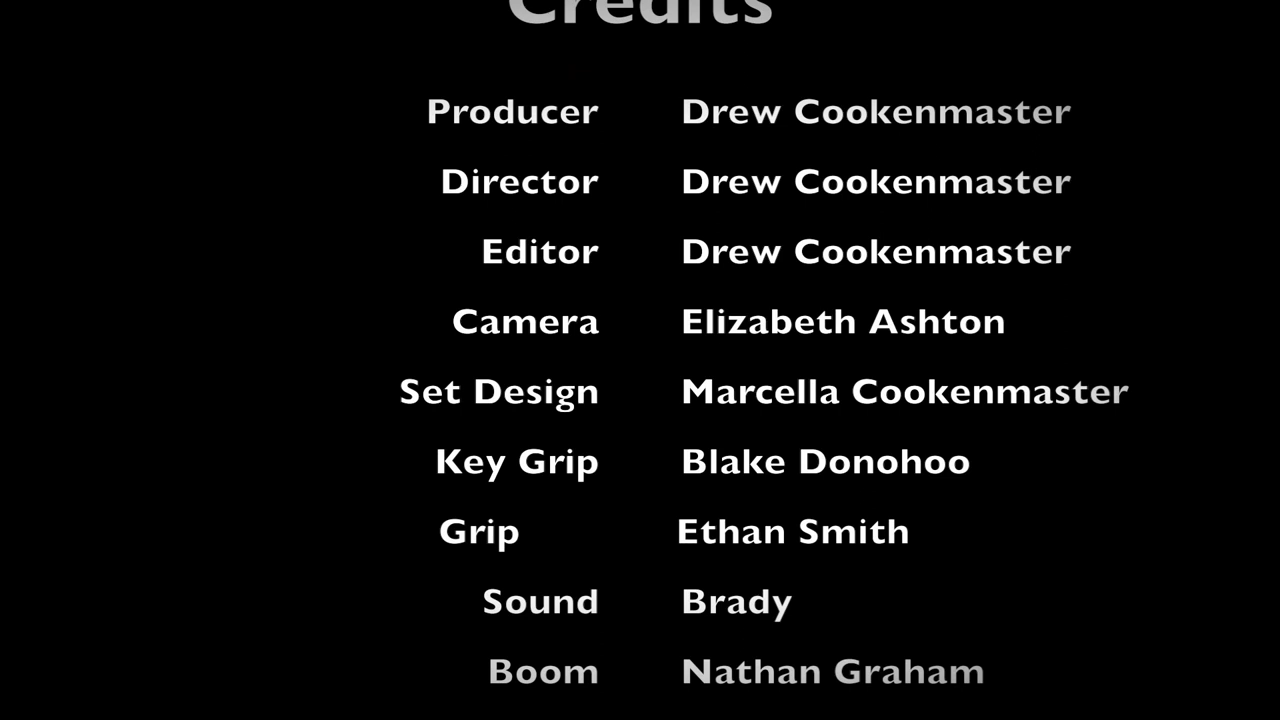 Credits
Producer Drew Cookenmaster
Director Drew Cookenmaster
Editor Drew Cookenmaster
Camera Elizabeth Ashton
Set Design Marcella Cookenmaster
Key Grip Blake Donohoo
Grip Ethan Smith
Sound Brady
Boom Nathan Graham